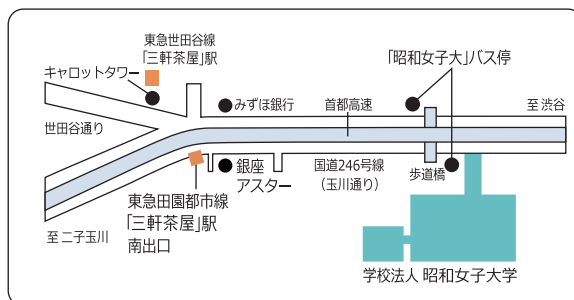 東急世田谷線
「三軒茶屋」駅
キャロットタワー
「昭和女子大」バス停
みずほ銀行
首都高速
至 渋谷
世田谷通り
銀座
アスター
国道246号線
（玉川通り）
歩道橋
東急田園都市線
「三軒茶屋」駅
南出口
至 二子玉川
学校法人 昭和女子大学